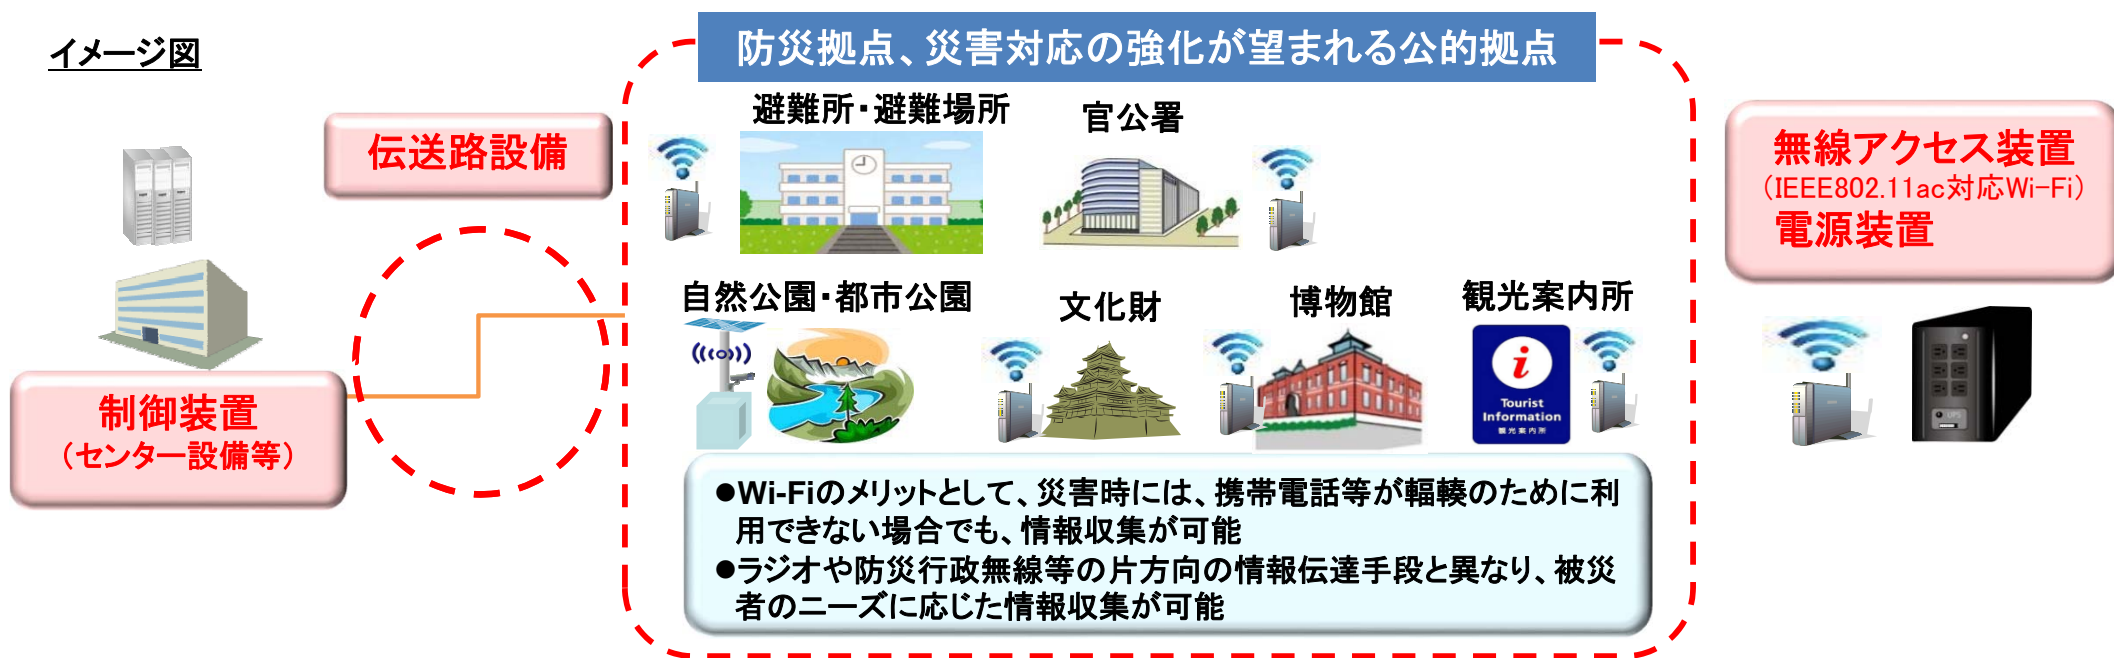 イメージ図
防災拠点、災害対応の強化が望まれる公的拠点
伝送路設備
避難所・避難場所
官公署
無線アクセス装置
（IEEE802.11ac対応Wi-Fi）
電源装置
自然公園・都市公園
文化財
博物館
観光案内所
i
Tourist
Information
観光案内所
UPS
制御装置
（センター設備等）
●Wi-Fiのメリットとして、災害時には、携帯電話等が輻輳のために利
用できない場合でも、情報収集が可能
●ラジオや防災行政無線等の片方向の情報伝達手段と異なり、被災
者のニーズに応じた情報収集が可能